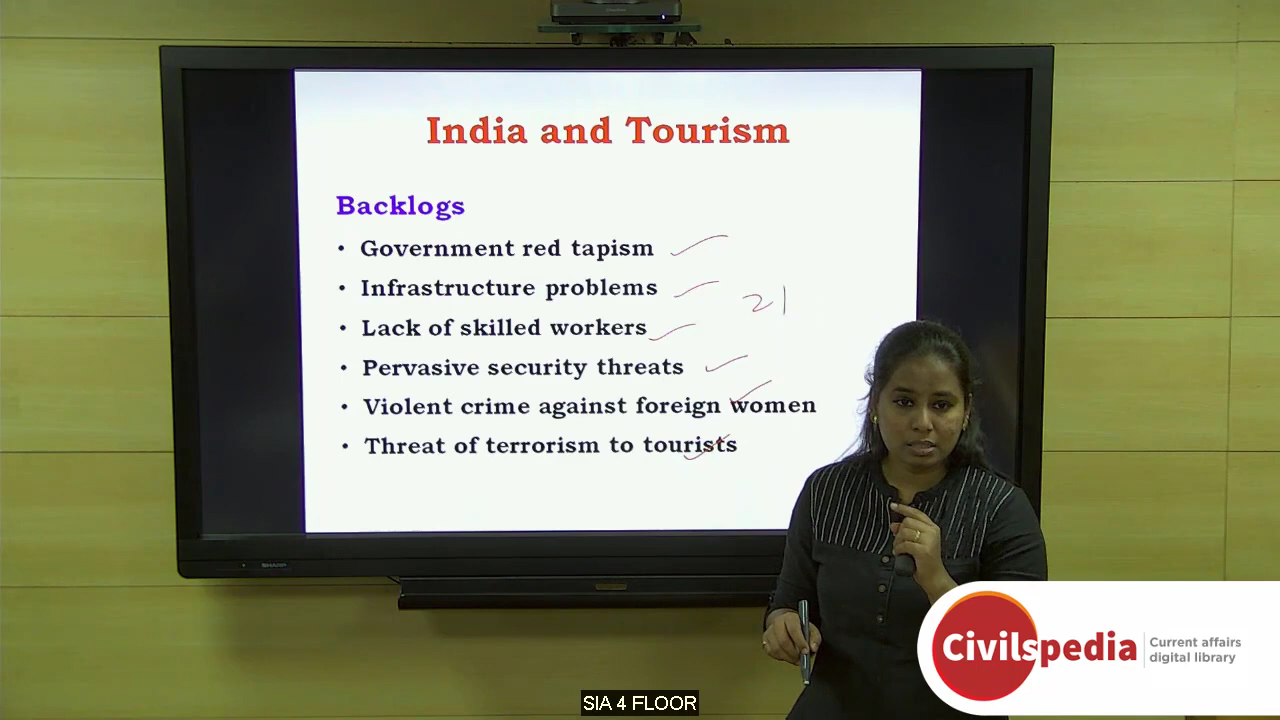 India and Tourism
Backlogs
• Government red tapism
• Infrastructure problems
21
• Lack of skilled workers
• Pervasive security threats
• Violent crime against foreign women
• Threat of terrorism to tourists
SHARP
Civilspedia
Current affairs
digital library
SIA 4 FLOOR